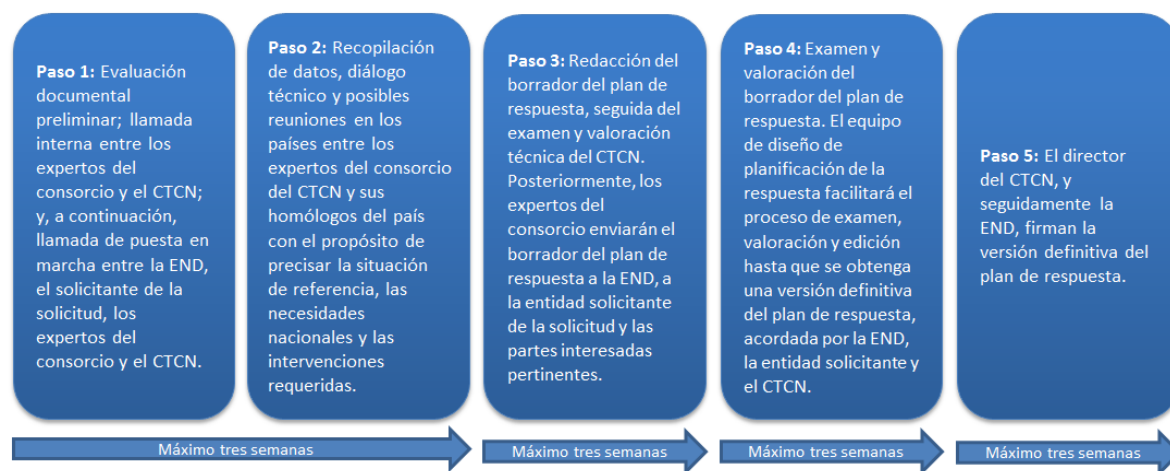 Paso 1: Evaluación
documental
preliminar; llamada
interna entre los
expertos del
consorcio y el CTCN;
y, a continuación,
llamada de puesta en
marcha entre la END,
el solicitante de la
solicitud, los
expertos del
consorcio y el CTCN.
Paso 2: Recopilación
de datos, diálogo
técnico y posibles
reuniones en los
países entre los
expertos del consorcio
del CTCN y sus
homólogos del país
con el propósito de
precisar la situación
de referencia, las
necesidades
nacionales y las
intervenciones
requeridas.
Paso 3: Redacción del
borrador del plan de
respuesta, seguida del
examen y valoración
técnica del CTCN.
Posteriormente, los
expertos del
consorcio enviarán el
borrador del plan de
respuesta a la END, a
la entidad solicitante
de la solicitud y las
partes interesadas
pertinentes.
Paso 4: Examen y
valoración del
borrador del plan de
respuesta. El equipo
de diseño de
planificación de la
respuesta facilitará el
proceso de examen,
valoración y edición
hasta que se obtenga
una versión definitiva
del plan de respuesta,
acordada por la END,
la entidad solicitante y
el CTCN.
Paso 5: El director
del CTCN, y
seguidamente la
END, firman la
versión definitiva del
plan de respuesta.
Máximo tres semanas
Máximo tres semanas
Máximo tres semanas
Máximo tres semanas